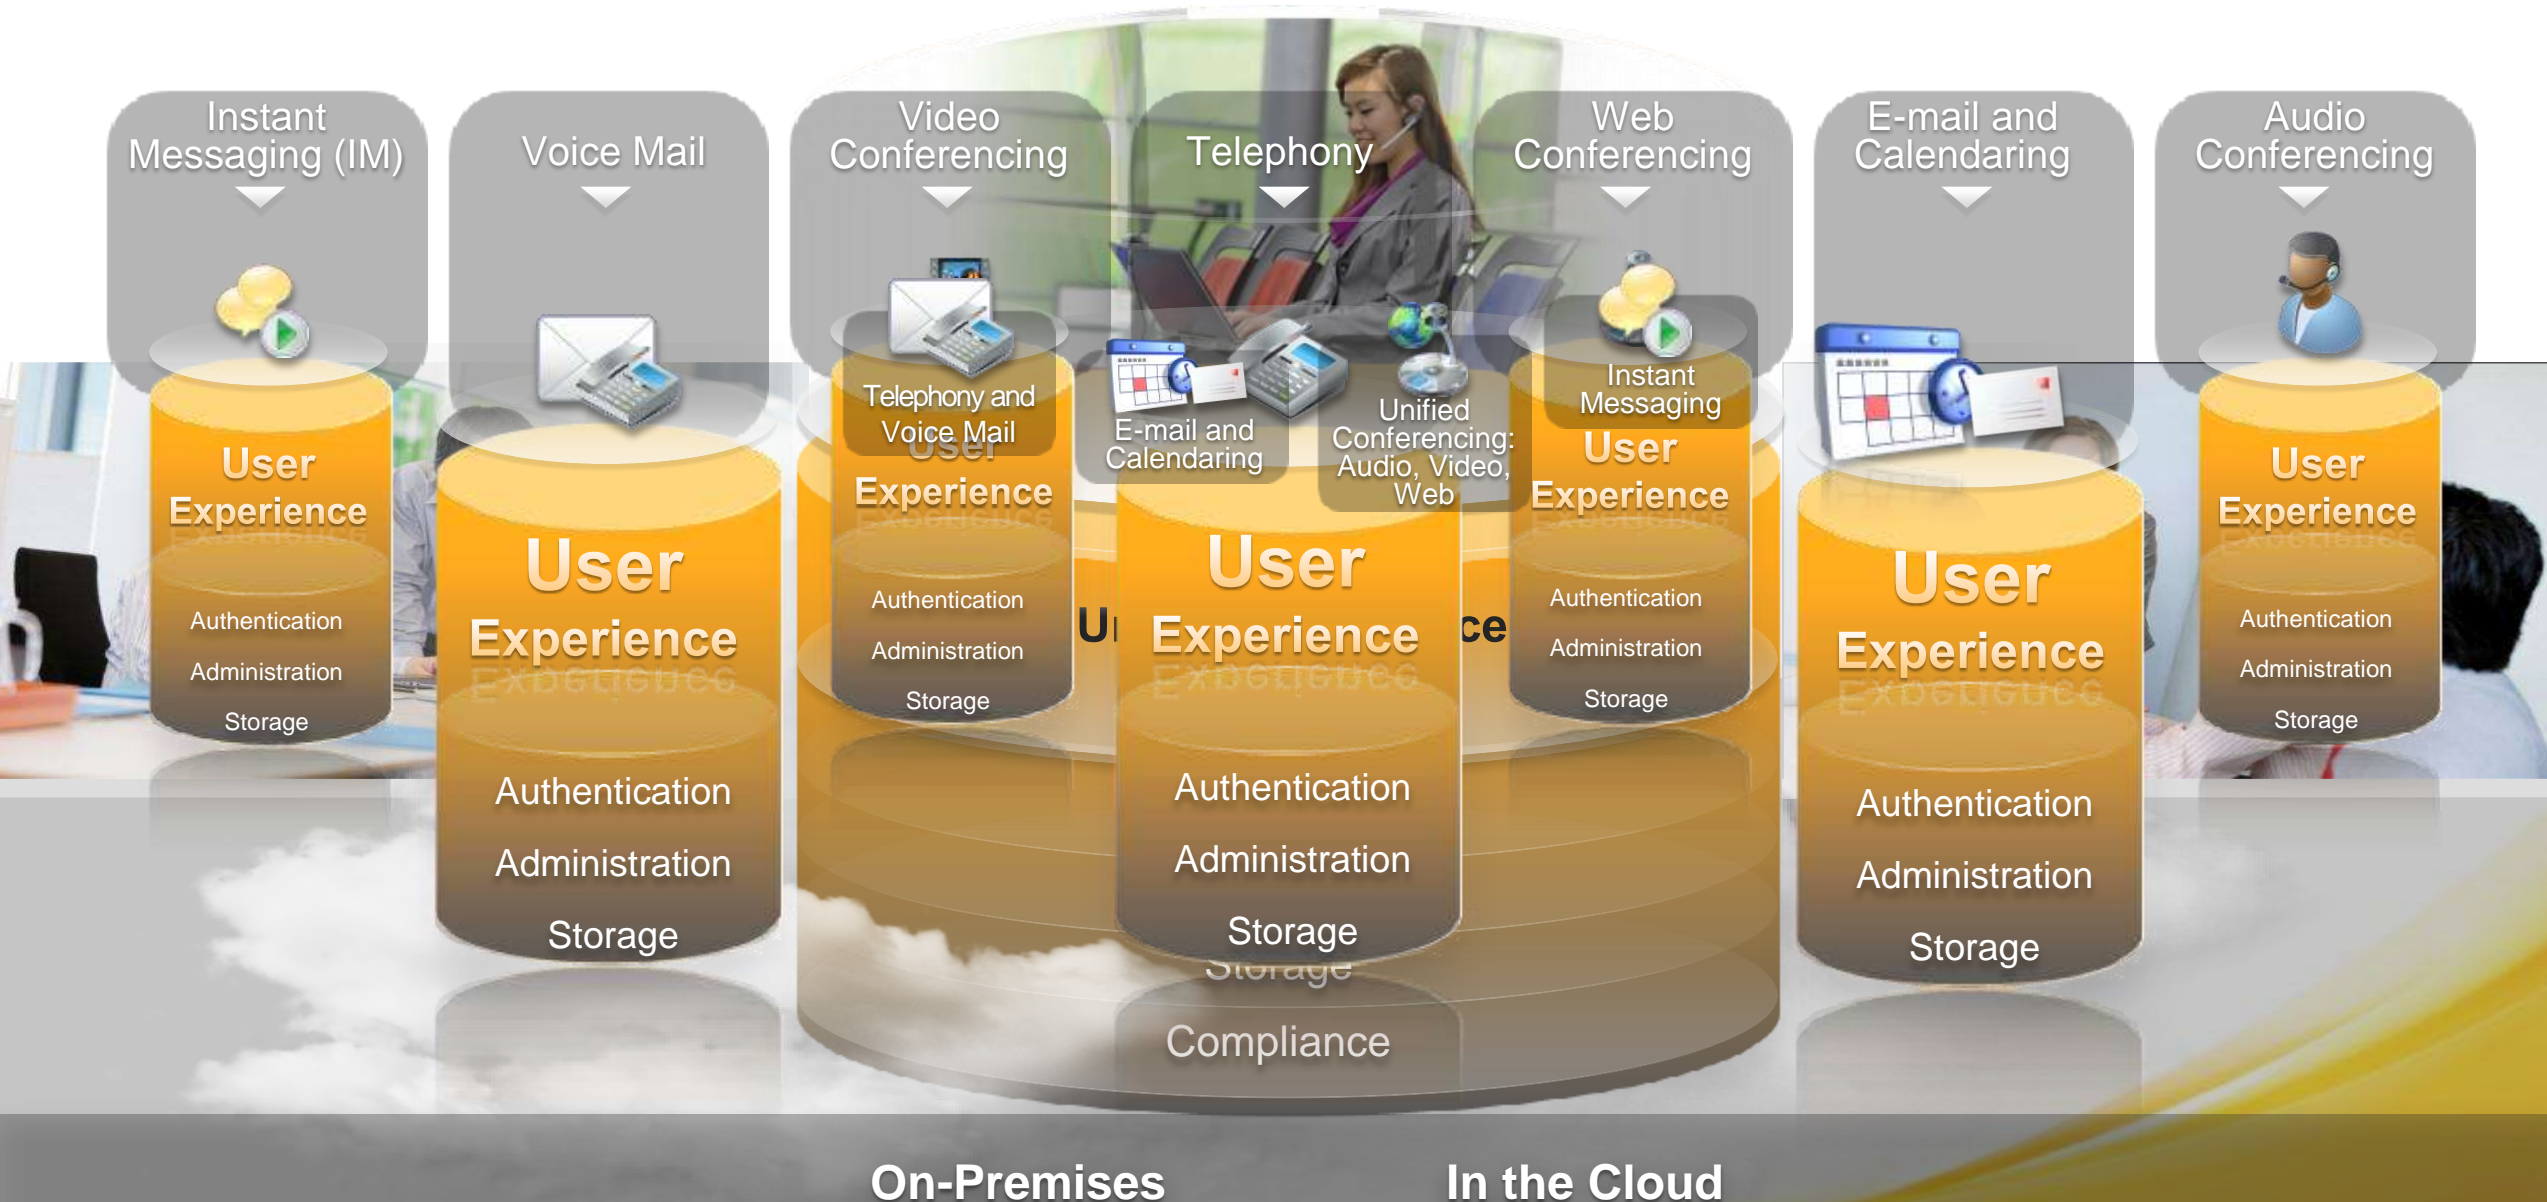 Instant
Messaging (IM)
Voice Mail
Video
Conferencing
Telephony
Web
Conferencing
E-mail and
Calendaring
Audio
Conferencing
Telephony and
Voice Mail
E-mail and
Calendaring
Unified
Conferencing:
Audio, Video,
Web
Instant
Messaging
User
Experience
Authentication
Administration
Storage
User
Experience
Authentication
Administration
Storage
User
Experience
Authentication
Administration
Storage
User
Experience
Authentication
Administration
Storage
User
Experience
Authentication
Administration
Storage
User
Experience
Authentication
Administration
Storage
User
Experience
Authentication
Administration
Storage
Storage
Compliance
On-Premises
In the Cloud